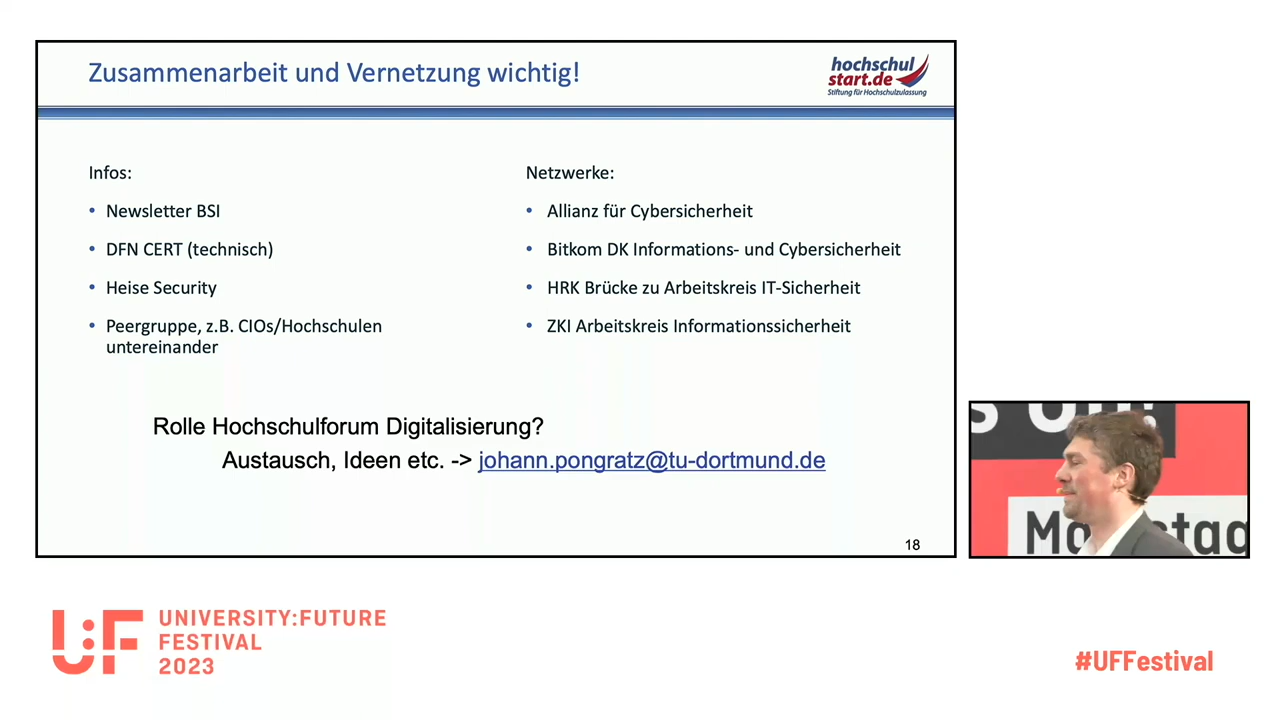 Zusammenarbeit und Vernetzung wichtig!
hochschul
start.de
Stiftung für Hochschulzulassung
Infos:
• Newsletter BSI
• DFN CERT (technisch)
• Heise Security
• Peergruppe, z.B. CIOs/Hochschulen
untereinander
Netzwerke:
• Allianz für Cybersicherheit
• Bitkom DK Informations- und Cybersicherheit
• HRK Brücke zu Arbeitskreis IT-Sicherheit
• ZKI Arbeitskreis Informationssicherheit
Rolle Hochschulforum Digitalisierung?
Austausch, Ideen etc. -> johann.pongratz@tu-dortmund.de
18
U:F
UNIVERSITY:FUTURE
FESTIVAL
2023
#UFFestival